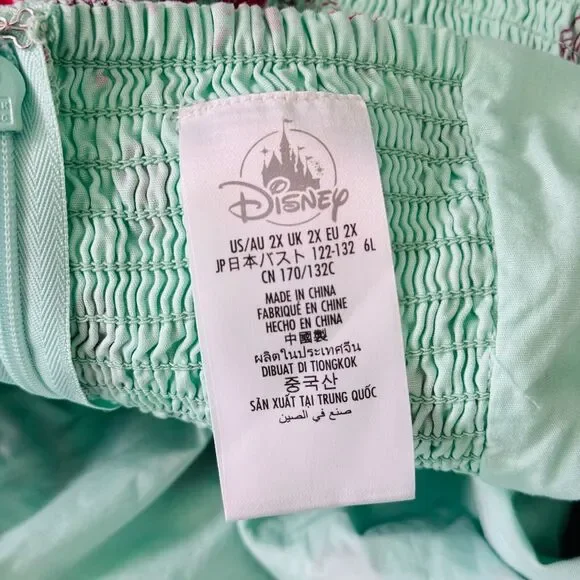 DISNEY
US/AU 2X UK 2X EU 2X
JP日本バスト 122-132 6L
CN 170/132C
MADE IN CHINA
FABRIQUÉ EN CHINE
HECHO EN CHINA
中國製
ผลิตในประเทศจีน
DIBUAT DI TIONGKOK
중국산
SẢN XUẤT TẠI TRUNG QUỐC
صنع في الصين